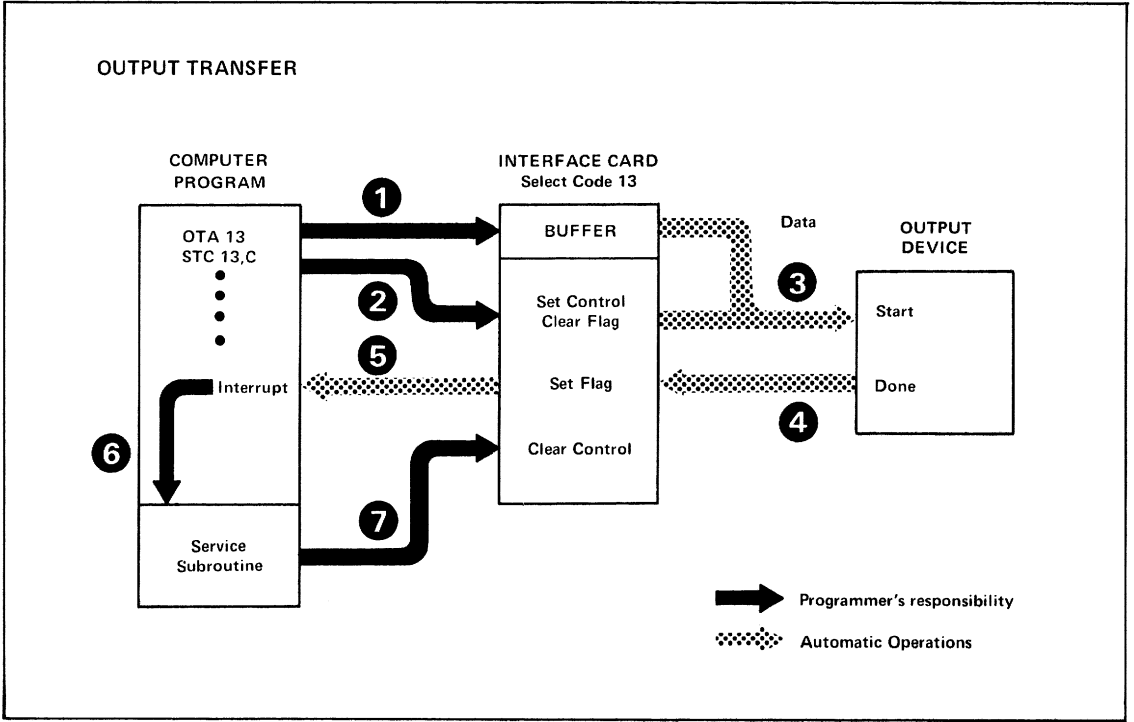 OUTPUT TRANSFER
COMPUTER
PROGRAM
INTERFACE CARD
Select Code 13
OUTPUT
DEVICE
1
OTA 13
STC 13,C
BUFFER
Data
2
Set Control
Clear Flag
3
Start
5
Interrupt
Set Flag
Done
4
6
Clear Control
7
Service
Subroutine
Programmer's responsibility
Automatic Operations